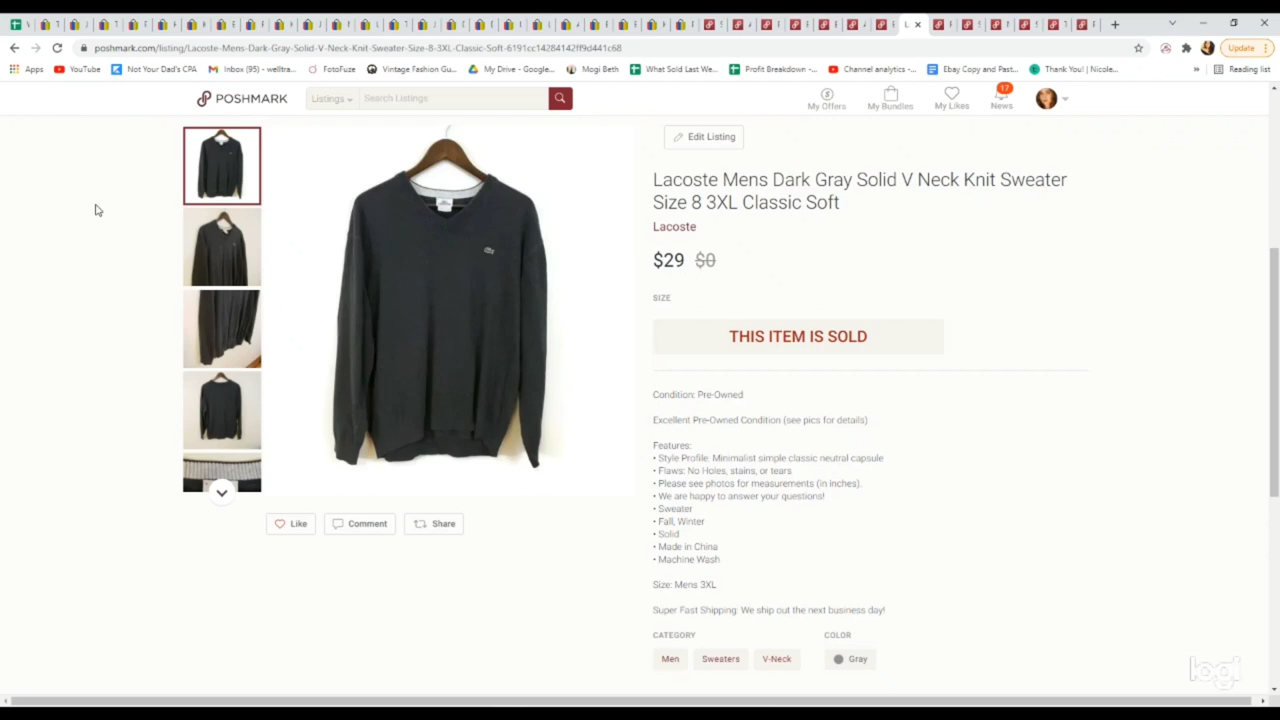 poshmark.com/listing/Lacoste-Mens-Dark-Gray-Solid-V-Neck-Knit-Sweater-Size-8-3XL-Classic-Soft-6191cc14284142ff9d441c68
Update
Apps
YouTube
Not Your Dad's CPA
Inbox (95) - welltra...
FotoFuze
Vintage Fashion Gu...
My Drive - Google...
Mogi Beth
What Sold Last We...
Profit Breakdown -...
Channel analytics -...
Ebay Copy and Past...
Thank You! | Nicole...
»
Reading list
POSHMARK
Listings
Search Listings
My Offers
My Bundles
My Likes
17
News
Edit Listing
Lacoste Mens Dark Gray Solid V Neck Knit Sweater
Size 8 3XL Classic Soft
Lacoste
$29 $0
SIZE
THIS ITEM IS SOLD
Condition: Pre-Owned
Excellent Pre-Owned Condition (see pics for details)
Features:
• Style Profile: Minimalist simple classic neutral capsule
• Flaws: No Holes, stains, or tears
• Please see photos for measurements (in inches).
• We are happy to answer your questions!
• Sweater
• Fall, Winter
• Solid
• Made in China
• Machine Wash
Size: Mens 3XL
Super Fast Shipping: We ship out the next business day!
Like
Comment
Share
CATEGORY
COLOR
Men
Sweaters
V-Neck
Gray
logi